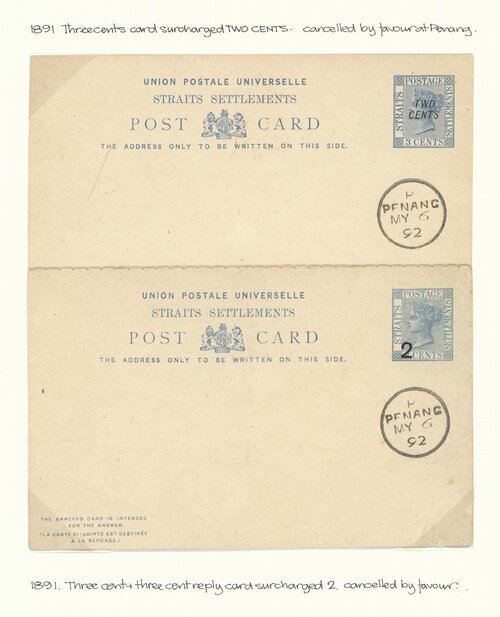 1891 Three cents card surcharged TWO CENTS. cancelled by favour at Penang.
UNION POSTALE UNIVERSELLE
STRAITS SETTLEMENTS
POST CARD
THE ADDRESS ONLY TO BE WRITTEN ON THIS SIDE.
POSTAGE
STRAITS
SETTLEMENTS
TWO
CENTS
3 CENTS
P
PENANG
MY 6
92
UNION POSTALE UNIVERSELLE
STRAITS SETTLEMENTS
POST CARD
THE ADDRESS ONLY TO BE WRITTEN ON THIS SIDE.
POSTAGE
STRAITS
SETTLEMENTS
2 CENTS
P
PENANG
MY 6
92
THE ANNEXED CARD IS INTENDED
FOR THE ANSWER.
(LA CARTE CI-JOINTE EST DESTINÉE
À LA RÉPONSE.)
1891. Three cent + three cent reply card surcharged 2. cancelled by favour.